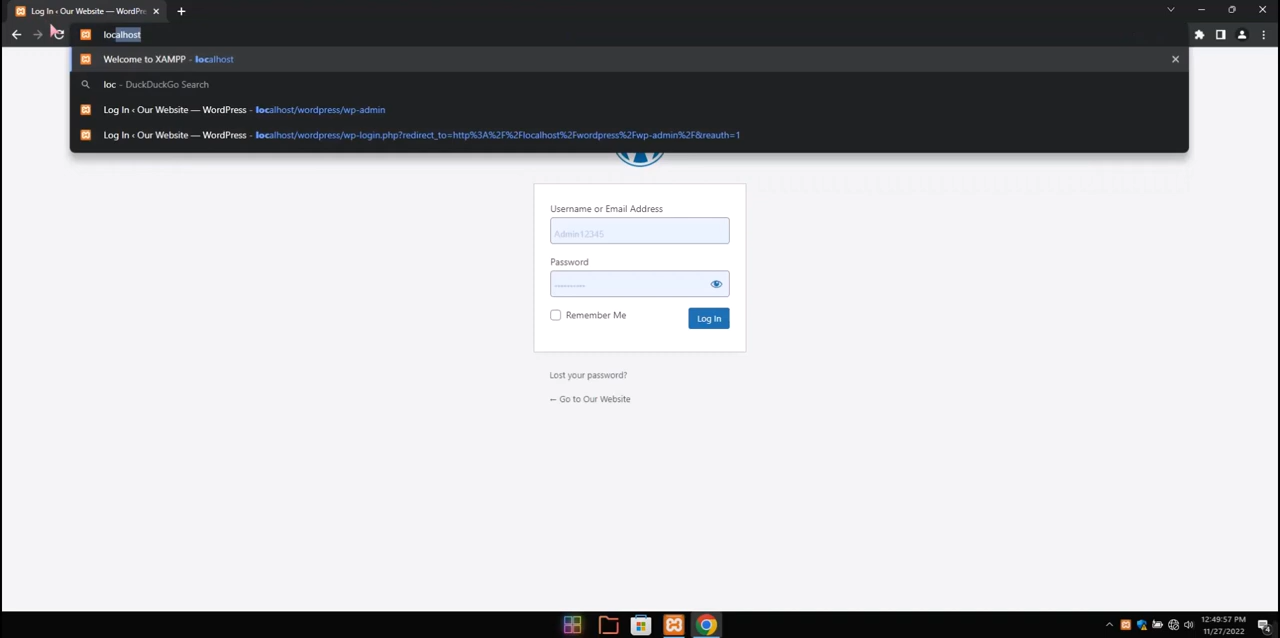 Log In ‹ Our Website — WordPre
localhost
Welcome to XAMPP - localhost
loc - DuckDuckGo Search
Log In ‹ Our Website — WordPress - localhost/wordpress/wp-admin
Log In ‹ Our Website — WordPress - localhost/wordpress/wp-login.php?redirect_to=http%3A%2F%2Flocalhost%2Fwordpress%2Fwp-admin%2F&reauth=1
Username or Email Address
Admin12345
Password
Remember Me
Log In
Lost your password?
← Go to Our Website
12:49:57 PM
11/27/2022
4